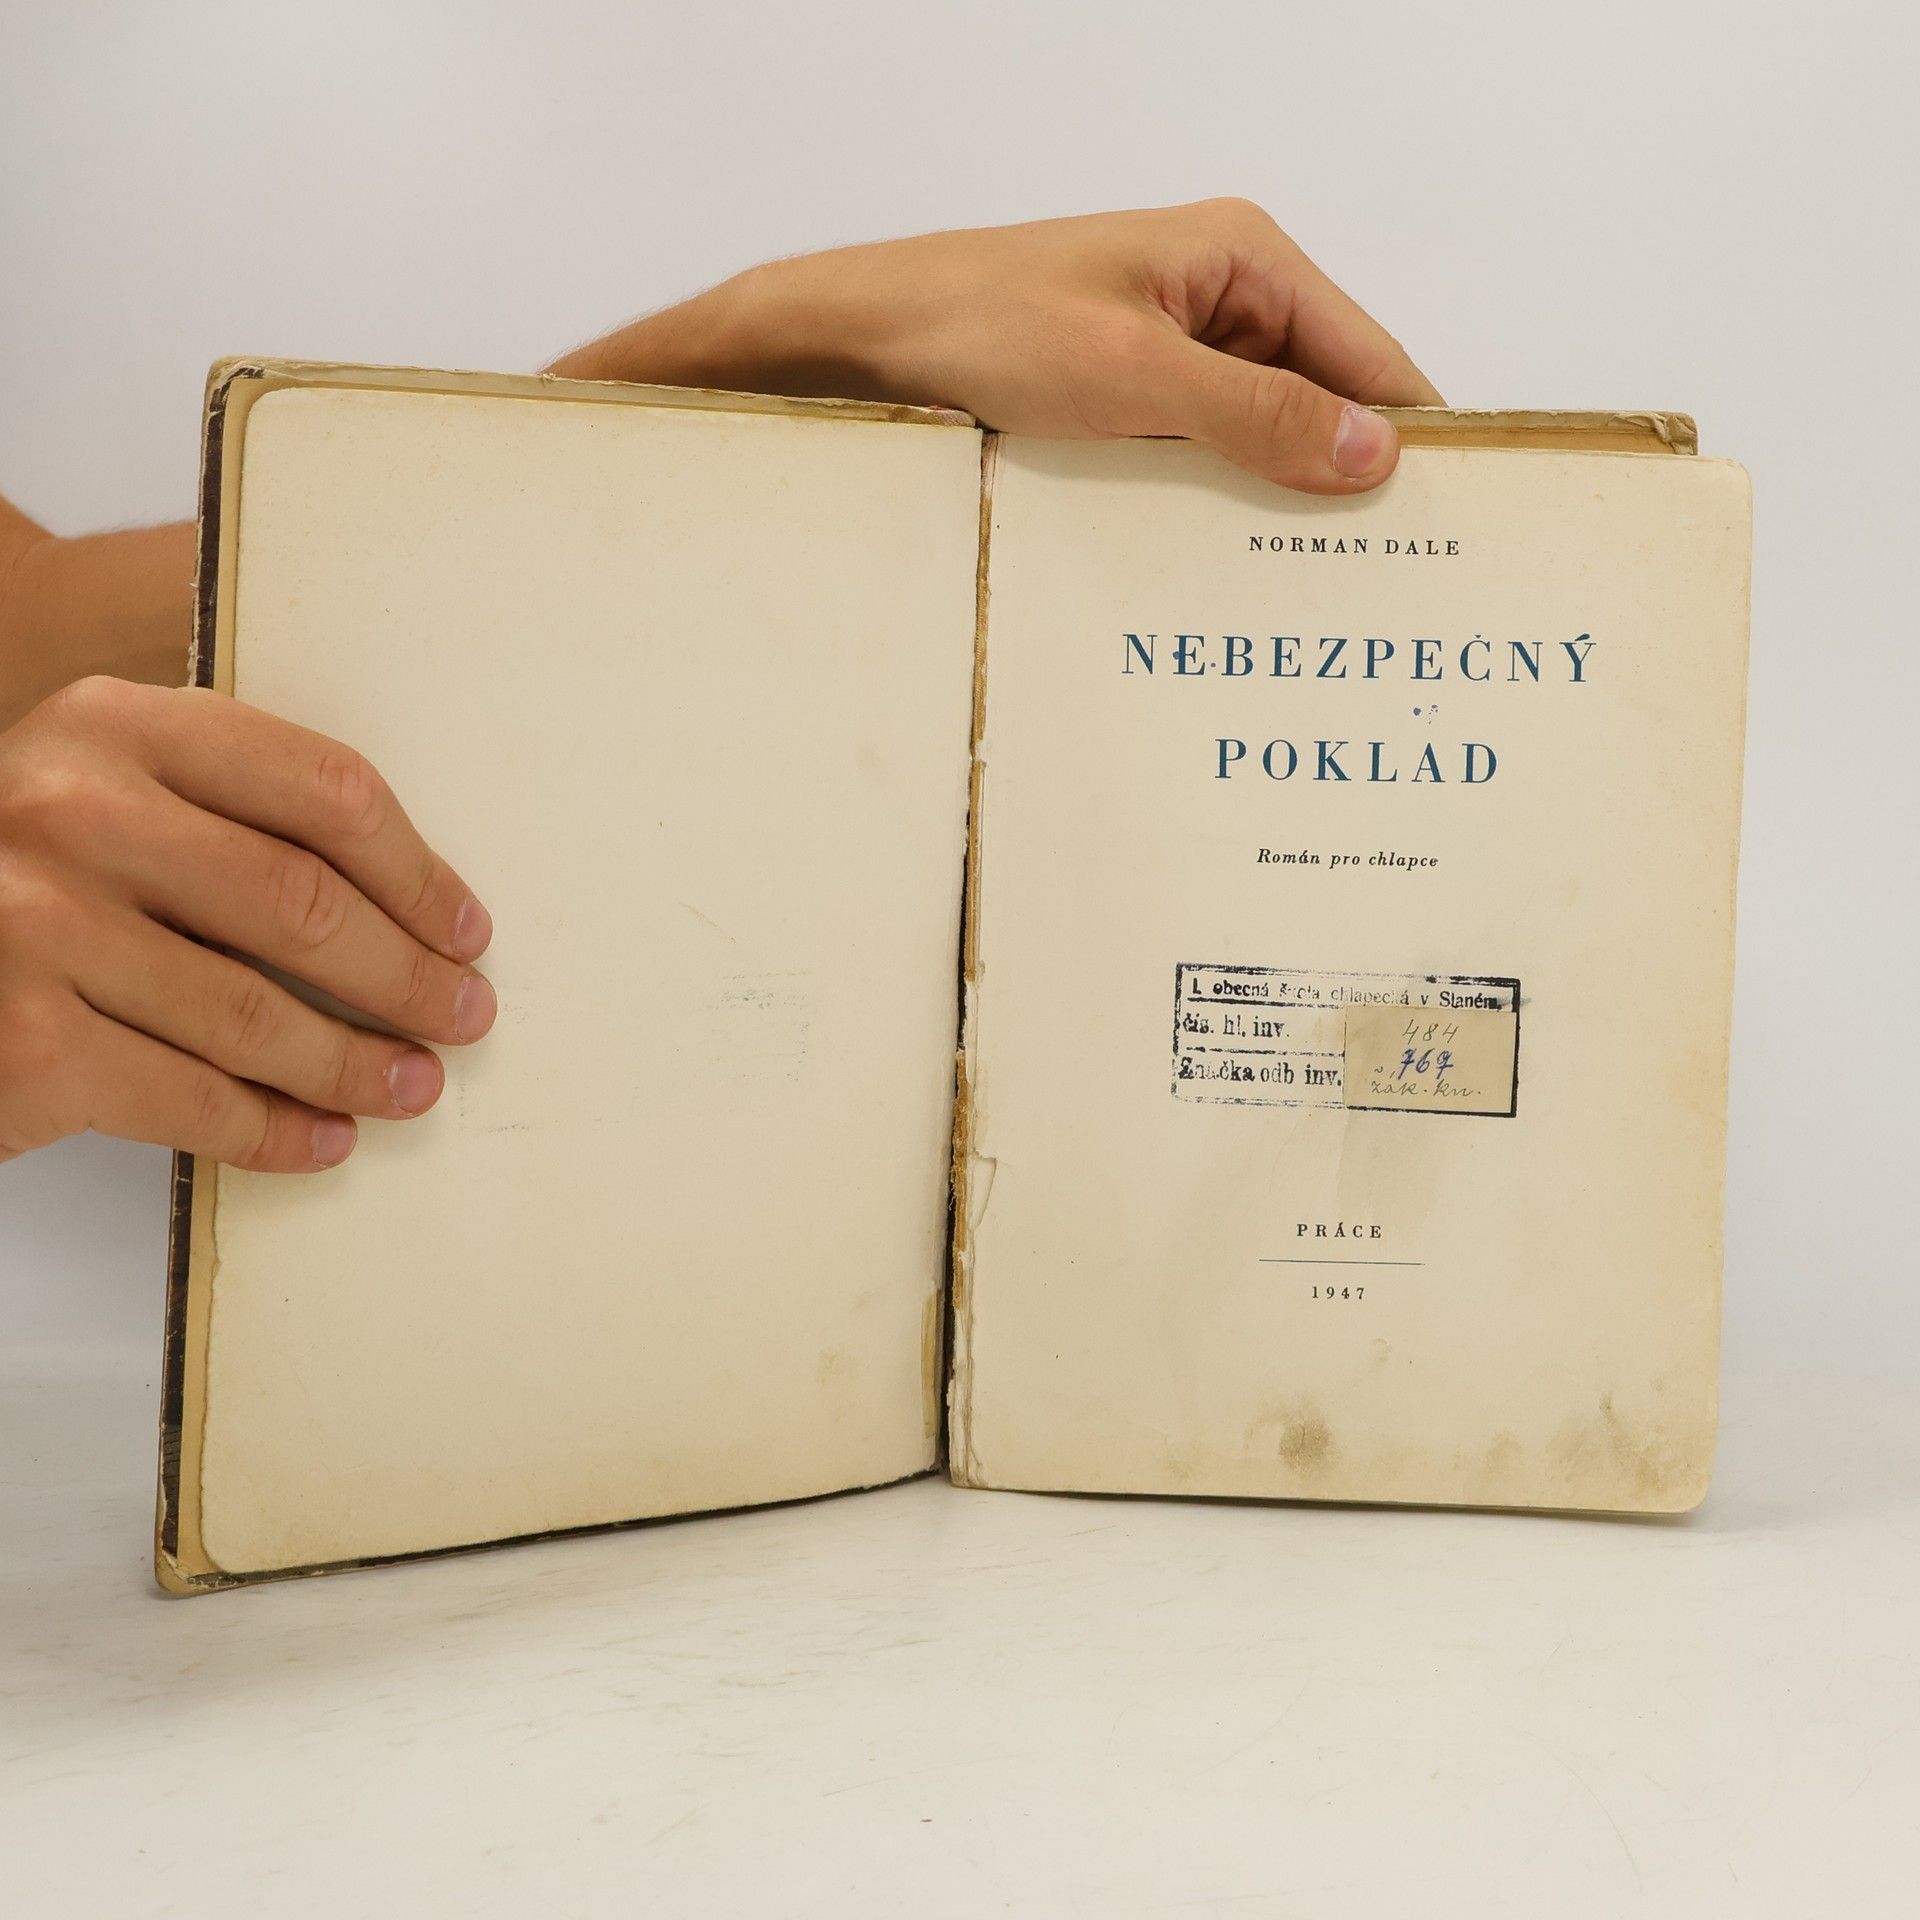 NORMAN DALE
NEBEZPEČNÝ
POKLAD
Román pro chlapce
I. obecná škola chlapecká v Slaném,
čís. hl. inv. 484
767
Značka odb inv. žák. kn.
PRÁCE
1947